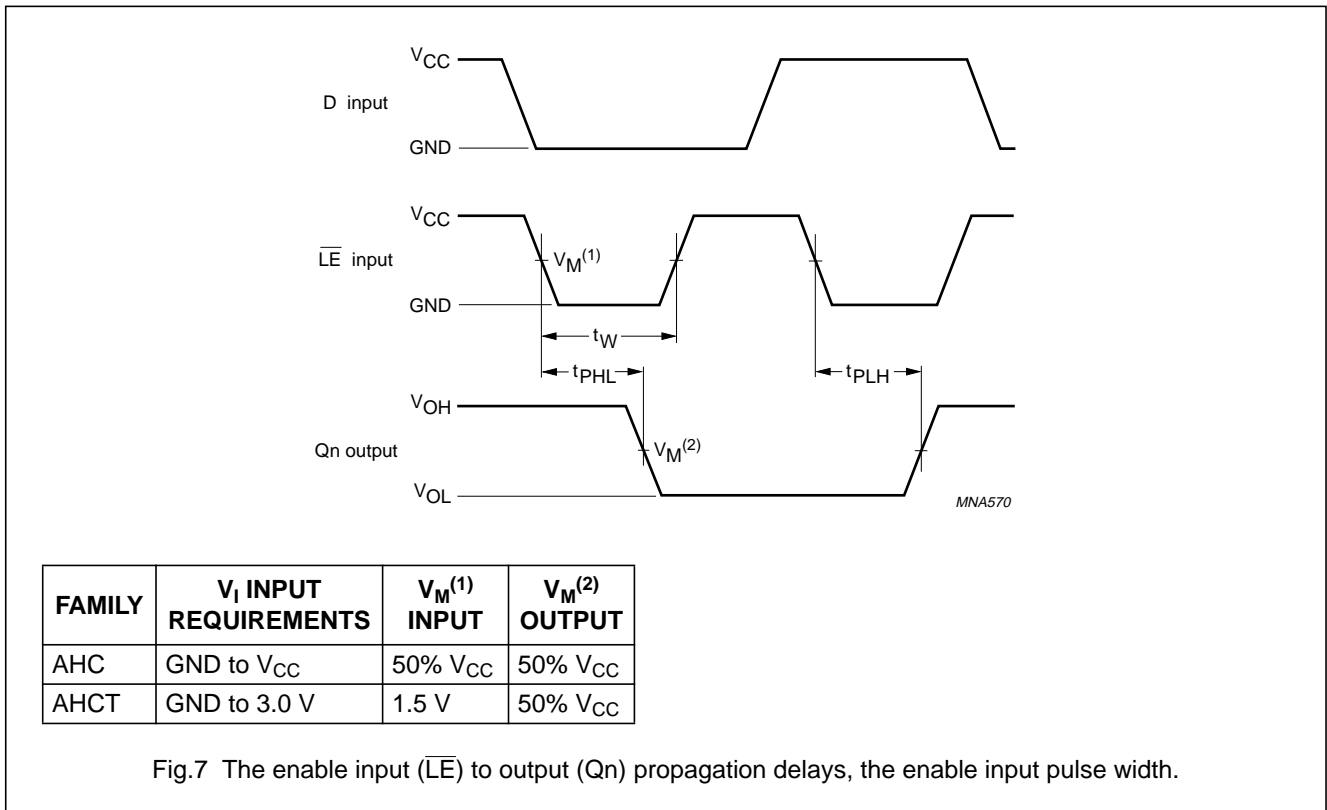 VCC
D input
GND
VCC
LE input
VM(1)
GND
tW
tPHL
tPLH
VOH
Qn output
VM(2)
VOL
MNA570
FAMILY
VI INPUT
REQUIREMENTS
VM(1)
INPUT
VM(2)
OUTPUT
AHC GND to VCC 50% VCC 50% VCC
AHCT GND to 3.0 V 1.5 V 50% VCC
Fig.7 The enable input (LE) to output (Qn) propagation delays, the enable input pulse width.